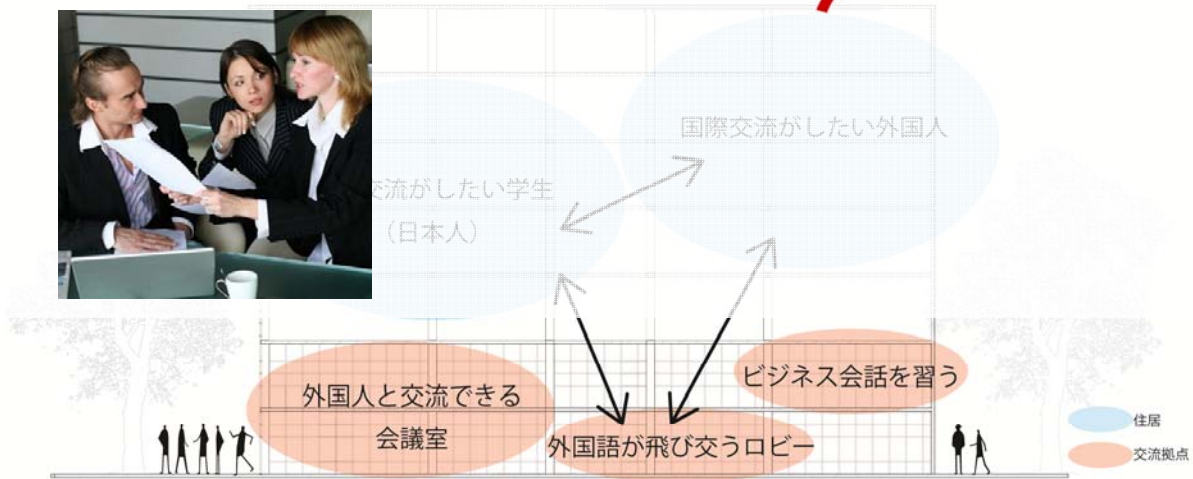 国際交流がしたい外国人
交流がしたい学生
（日本人）
ビジネス会話を習う
外国人と交流できる
会議室
外国語が飛び交うロビー
住居
交流拠点